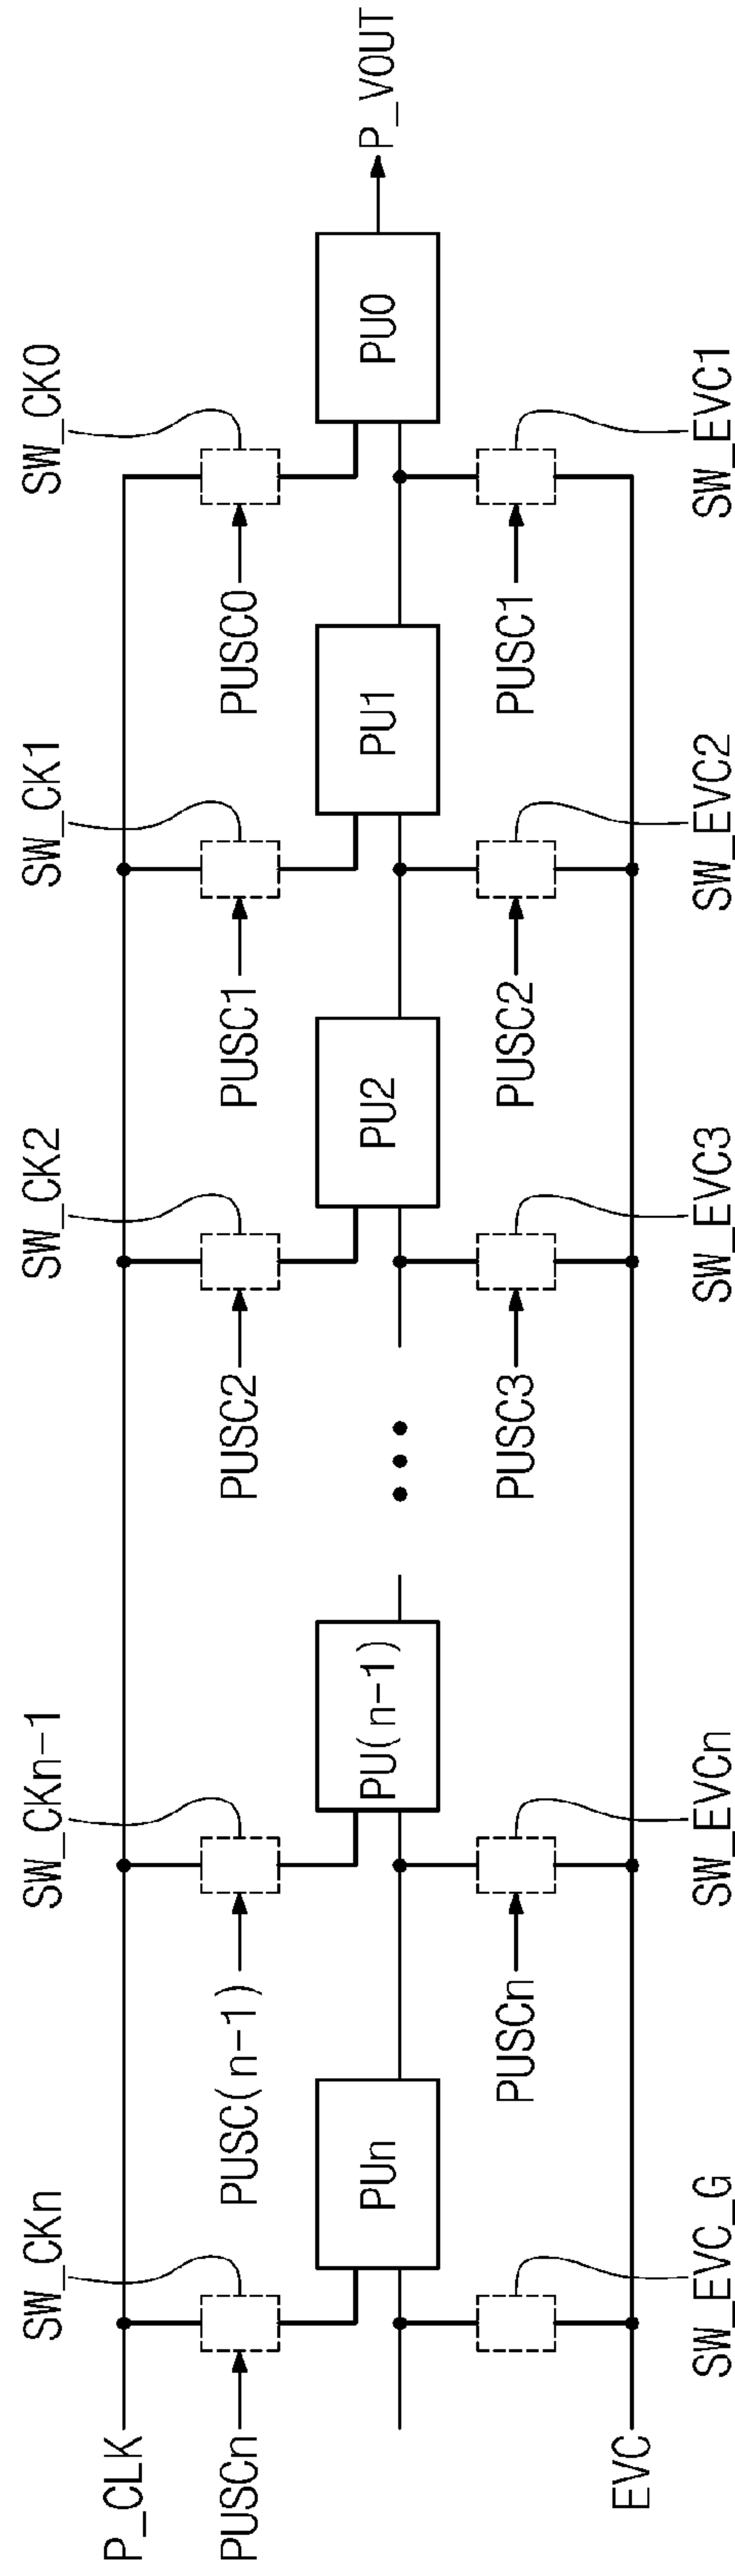 SW_CKn
SW_CKn-1
SW_CK2
SW_CK1
SW_CK0
P_CLK
PUSCn
PUSC(n-1)
PUSC2
PUSC1
PUSC0
PUn
PU(n-1)
PU2
PU1
PU0
P_VOUT
PUSCn
PUSC3
PUSC2
PUSC1
EVC
SW_EVC_G
SW_EVCn
SW_EVC3
SW_EVC2
SW_EVC1